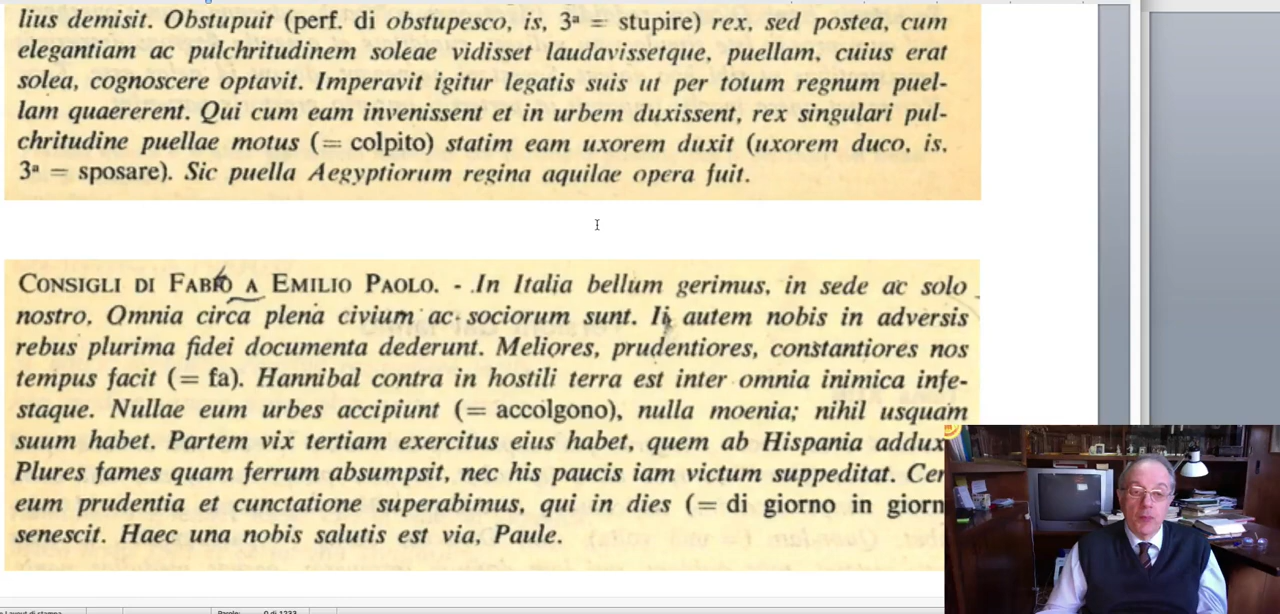 lius demisit. Obstupuit (perf. di obstupesco, is, 3ª = stupire) rex, sed postea, cum
elegantiam ac pulchritudinem soleae vidisset laudavissetque, puellam, cuius erat
solea, cognoscere optavit. Imperavit igitur legatis suis ut per totum regnum puel-
lam quaererent. Qui cum eam invenissent et in urbem duxissent, rex singulari pul-
chritudine puellae motus (= colpito) statim eam uxorem duxit (uxorem duco, is,
3ª = sposare). Sic puella Aegyptiorum regina aquilae opera fuit.
CONSIGLI DI FABIO A EMILIO PAOLO. - In Italia bellum gerimus, in sede ac solo
nostro. Omnia circa plena civium ac sociorum sunt. Ii autem nobis in adversis
rebus plurima fidei documenta dederunt. Meliores, prudentiores, constantiores nos
tempus facit (= fa). Hannibal contra in hostili terra est inter omnia inimica infe-
staque. Nullae eum urbes accipiunt (= accolgono), nulla moenia; nihil usquam
suum habet. Partem vix tertiam exercitus eius habet, quem ab Hispania addux
Plures fames quam ferrum absumpsit, nec his paucis iam victum suppeditat. Cer
eum prudentia et cunctatione superabimus, qui in dies (= di giorno in giorn
senescit. Haec una nobis salutis est via, Paule.